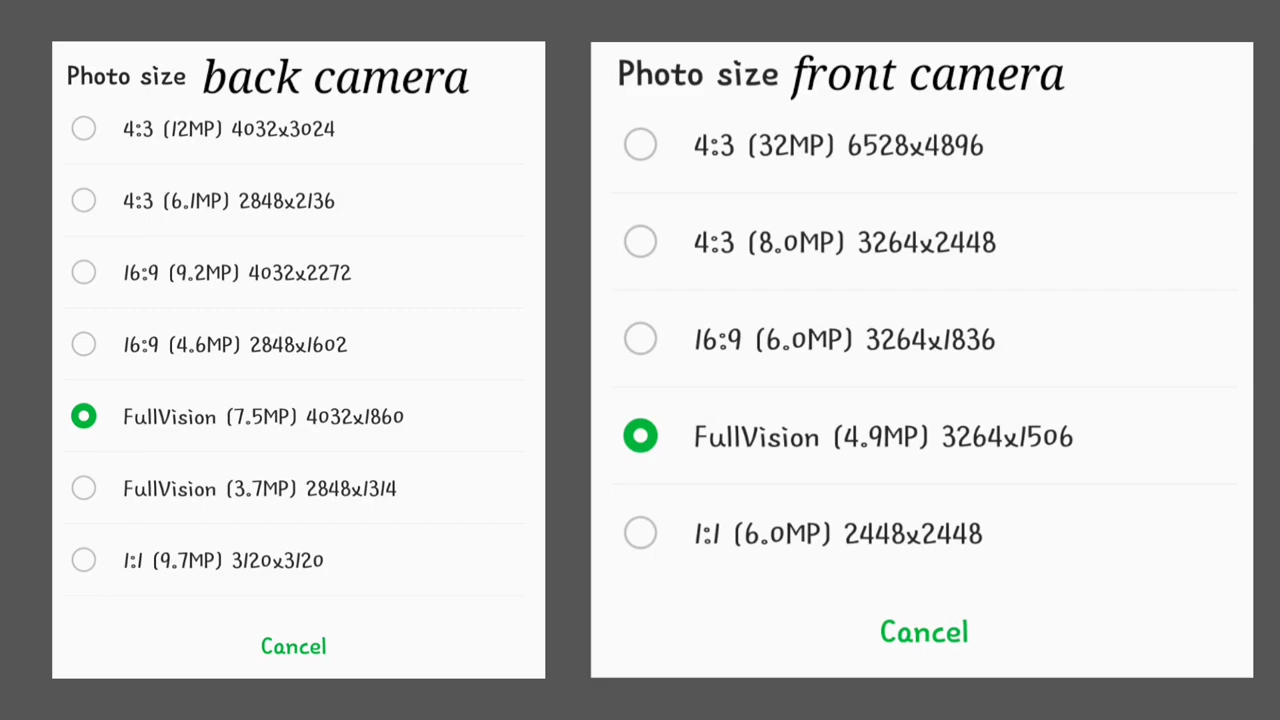 Photo size back camera
4:3 (12MP) 4032x3024
4:3 (6.1MP) 2848x2136
16:9 (9.2MP) 4032x2272
16:9 (4.6MP) 2848x1602
FullVision (7.5MP) 4032x1860
FullVision (3.7MP) 2848x1314
1:1 (9.7MP) 3120x3120
Cancel
Photo size front camera
4:3 (32MP) 6528x4896
4:3 (8.0MP) 3264x2448
16:9 (6.0MP) 3264x1836
FullVision (4.9MP) 3264x1506
1:1 (6.0MP) 2448x2448
Cancel